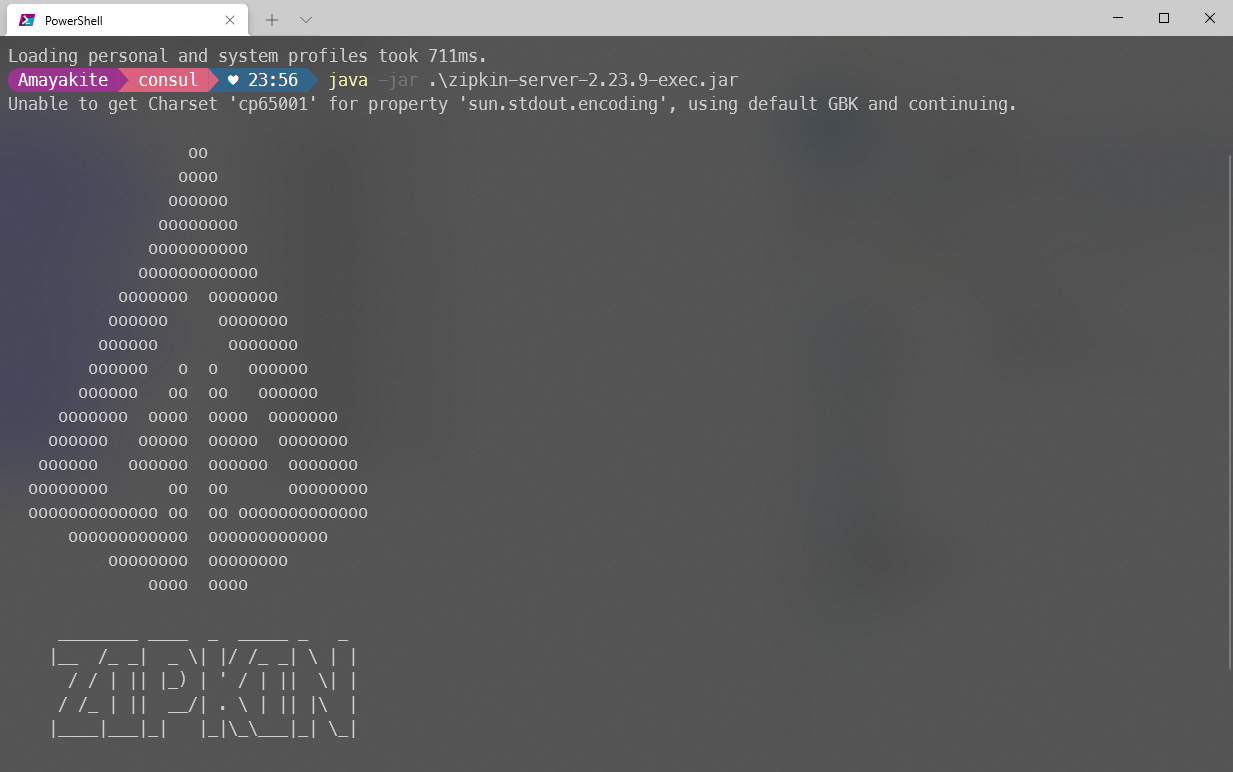 PowerShell
Loading personal and system profiles took 711ms.
Amayakite consul ♥ 23:56 java -jar .\zipkin-server-2.23.9-exec.jar
Unable to get Charset 'cp65001' for property 'sun.stdout.encoding', using default GBK and continuing.
                  oo
                 oooo
                oooooo
               oooooooo
              oooooooooo
             oooooooooooo
           ooooooo  ooooooo
          oooooo     ooooooo
         oooooo       ooooooo
        oooooo   o  o   oooooo
       oooooo   oo  oo   oooooo
     ooooooo  oooo  oooo  ooooooo
    oooooo   ooooo  ooooo  ooooooo
   oooooo   oooooo  oooooo  ooooooo
  oooooooo      oo  oo      oooooooo
  ooooooooooooo oo  oo ooooooooooooo
      oooooooooooo  oooooooooooo
          oooooooo  oooooooo
              oooo  oooo
     ________ ____  _  _____ _   _
    |__  /_ _|  _ \| |/ /_ _| \ | |
      / / | || |_) | ' / | ||  \| |
     / /_ | ||  __/| . \ | || |\  |
    |____|___|_|   |_|\_\___|_| \_|